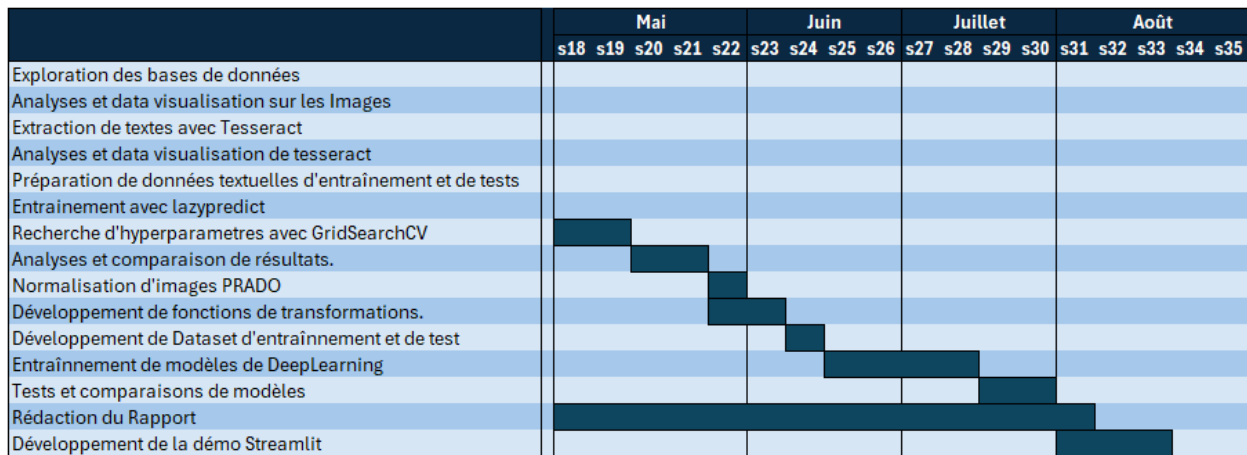 Mai Juin Juillet Août
s18 s19 s20 s21 s22 s23 s24 s25 s26 s27 s28 s29 s30 s31 s32 s33 s34 s35
Exploration des bases de données
Analyses et data visualisation sur les Images
Extraction de textes avec Tesseract
Analyses et data visualisation de tesseract
Préparation de données textuelles d'entraînement et de tests
Entrainement avec lazypredict
Recherche d'hyperparametres avec GridSearchCV
Analyses et comparaison de résultats.
Normalisation d'images PRADO
Développement de fonctions de transformations.
Développement de Dataset d'entraînnement et de test
Entraînnement de modèles de DeepLearning
Tests et comparaisons de modèles
Rédaction du Rapport
Développement de la démo Streamlit